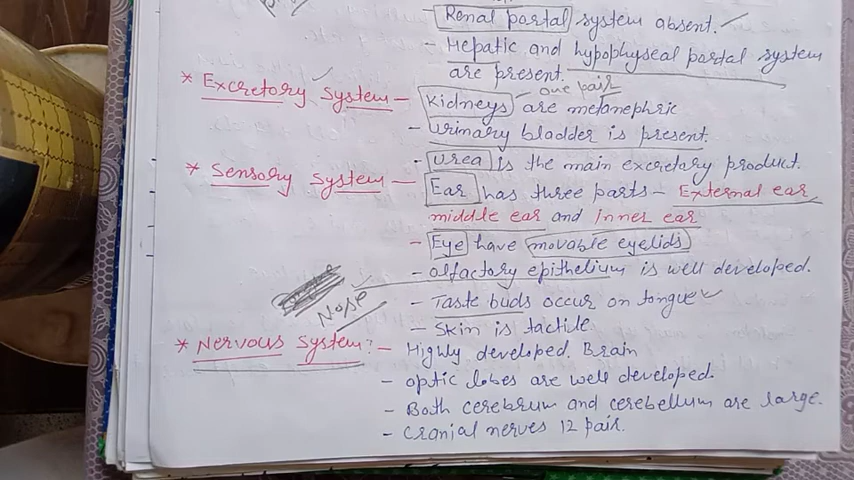 Renal portal system absent.
- Hepatic and hypophyseal portal system
are present.
* Excretory system - Kidneys - one pair are metanephric
- Urinary bladder is present.
- Urea is the main excretary product.
* Sensory system - Ear has three parts - External ear,
middle ear and inner ear
- Eye have movable eyelids
- Olfactory epithelium is well developed.
Nose
- Taste buds occur on tongue
- Skin is tactile
* Nervous system :- Highly developed Brain
- optic lobes are well developed.
- Both cerebrum and cerebellum are large.
- Cranial nerves 12 pair.